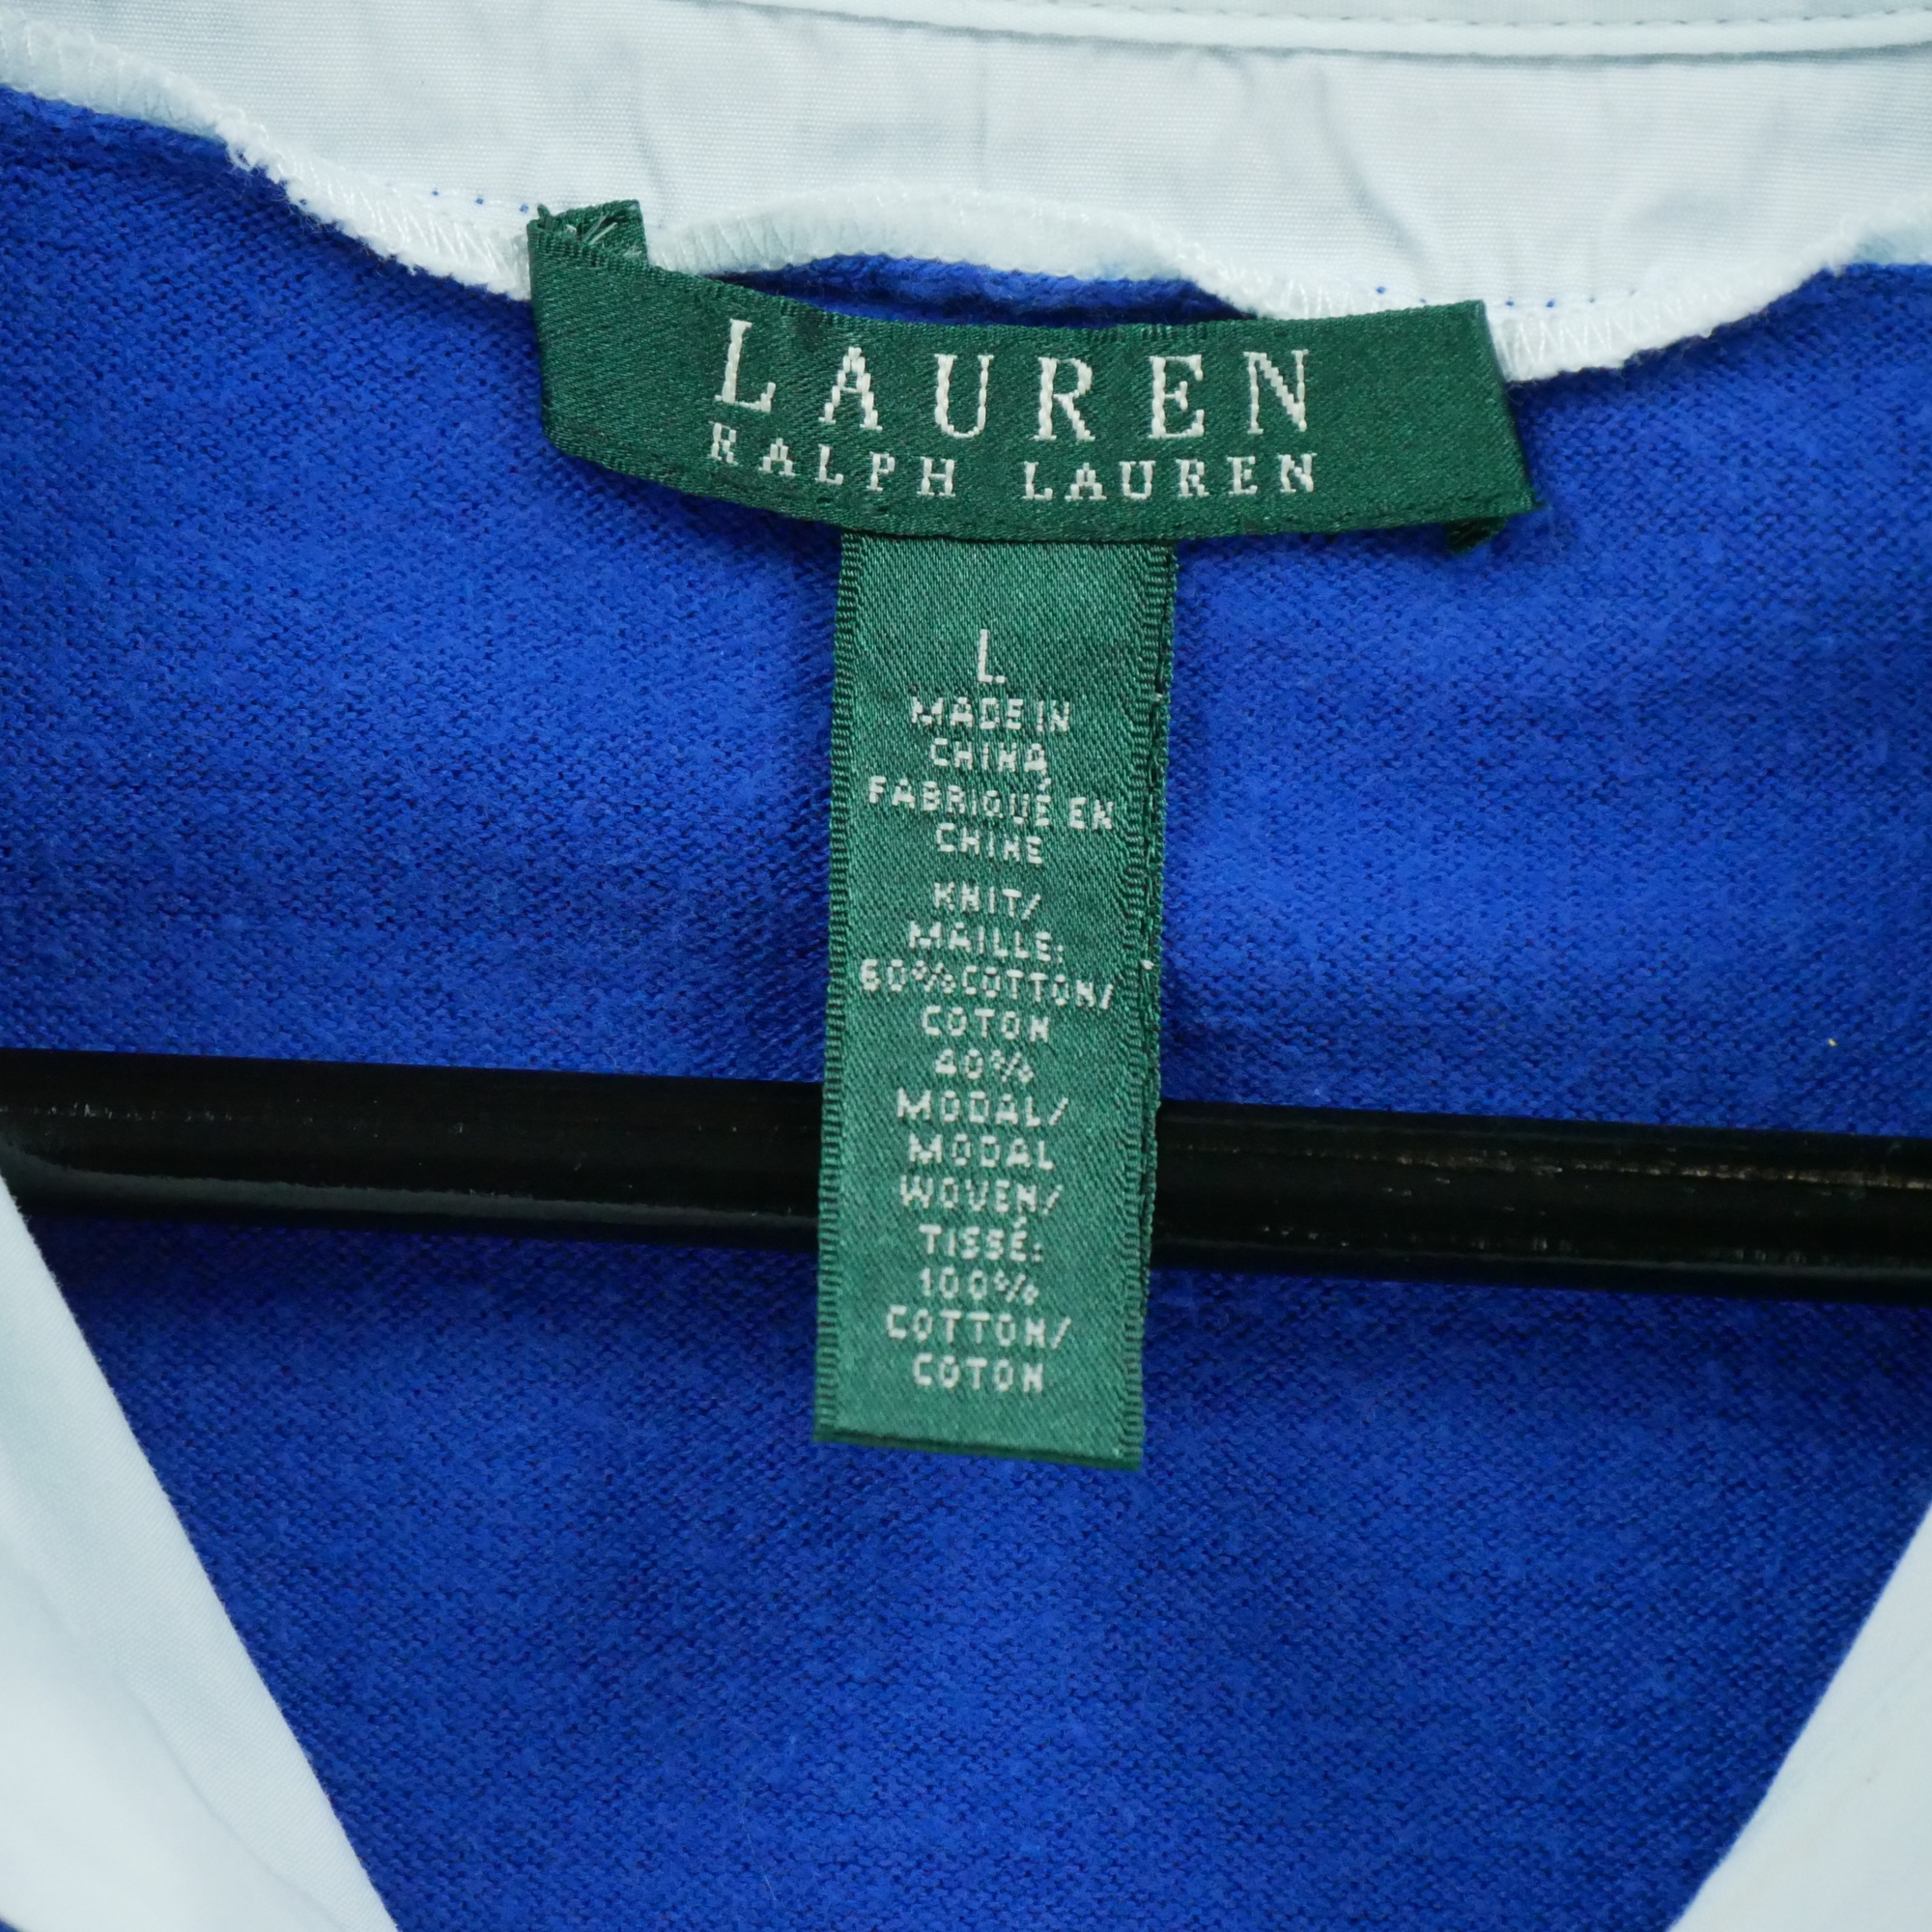 LAUREN
RALPH LAUREN
L
MADE IN
CHINA
FABRIQUÉ EN
CHINE
KNIT/
MAILLE:
60% COTTON/
COTON
40%
MODAL/
MODAL
WOVEN/
TISSÉ:
100%
COTTON/
COTON